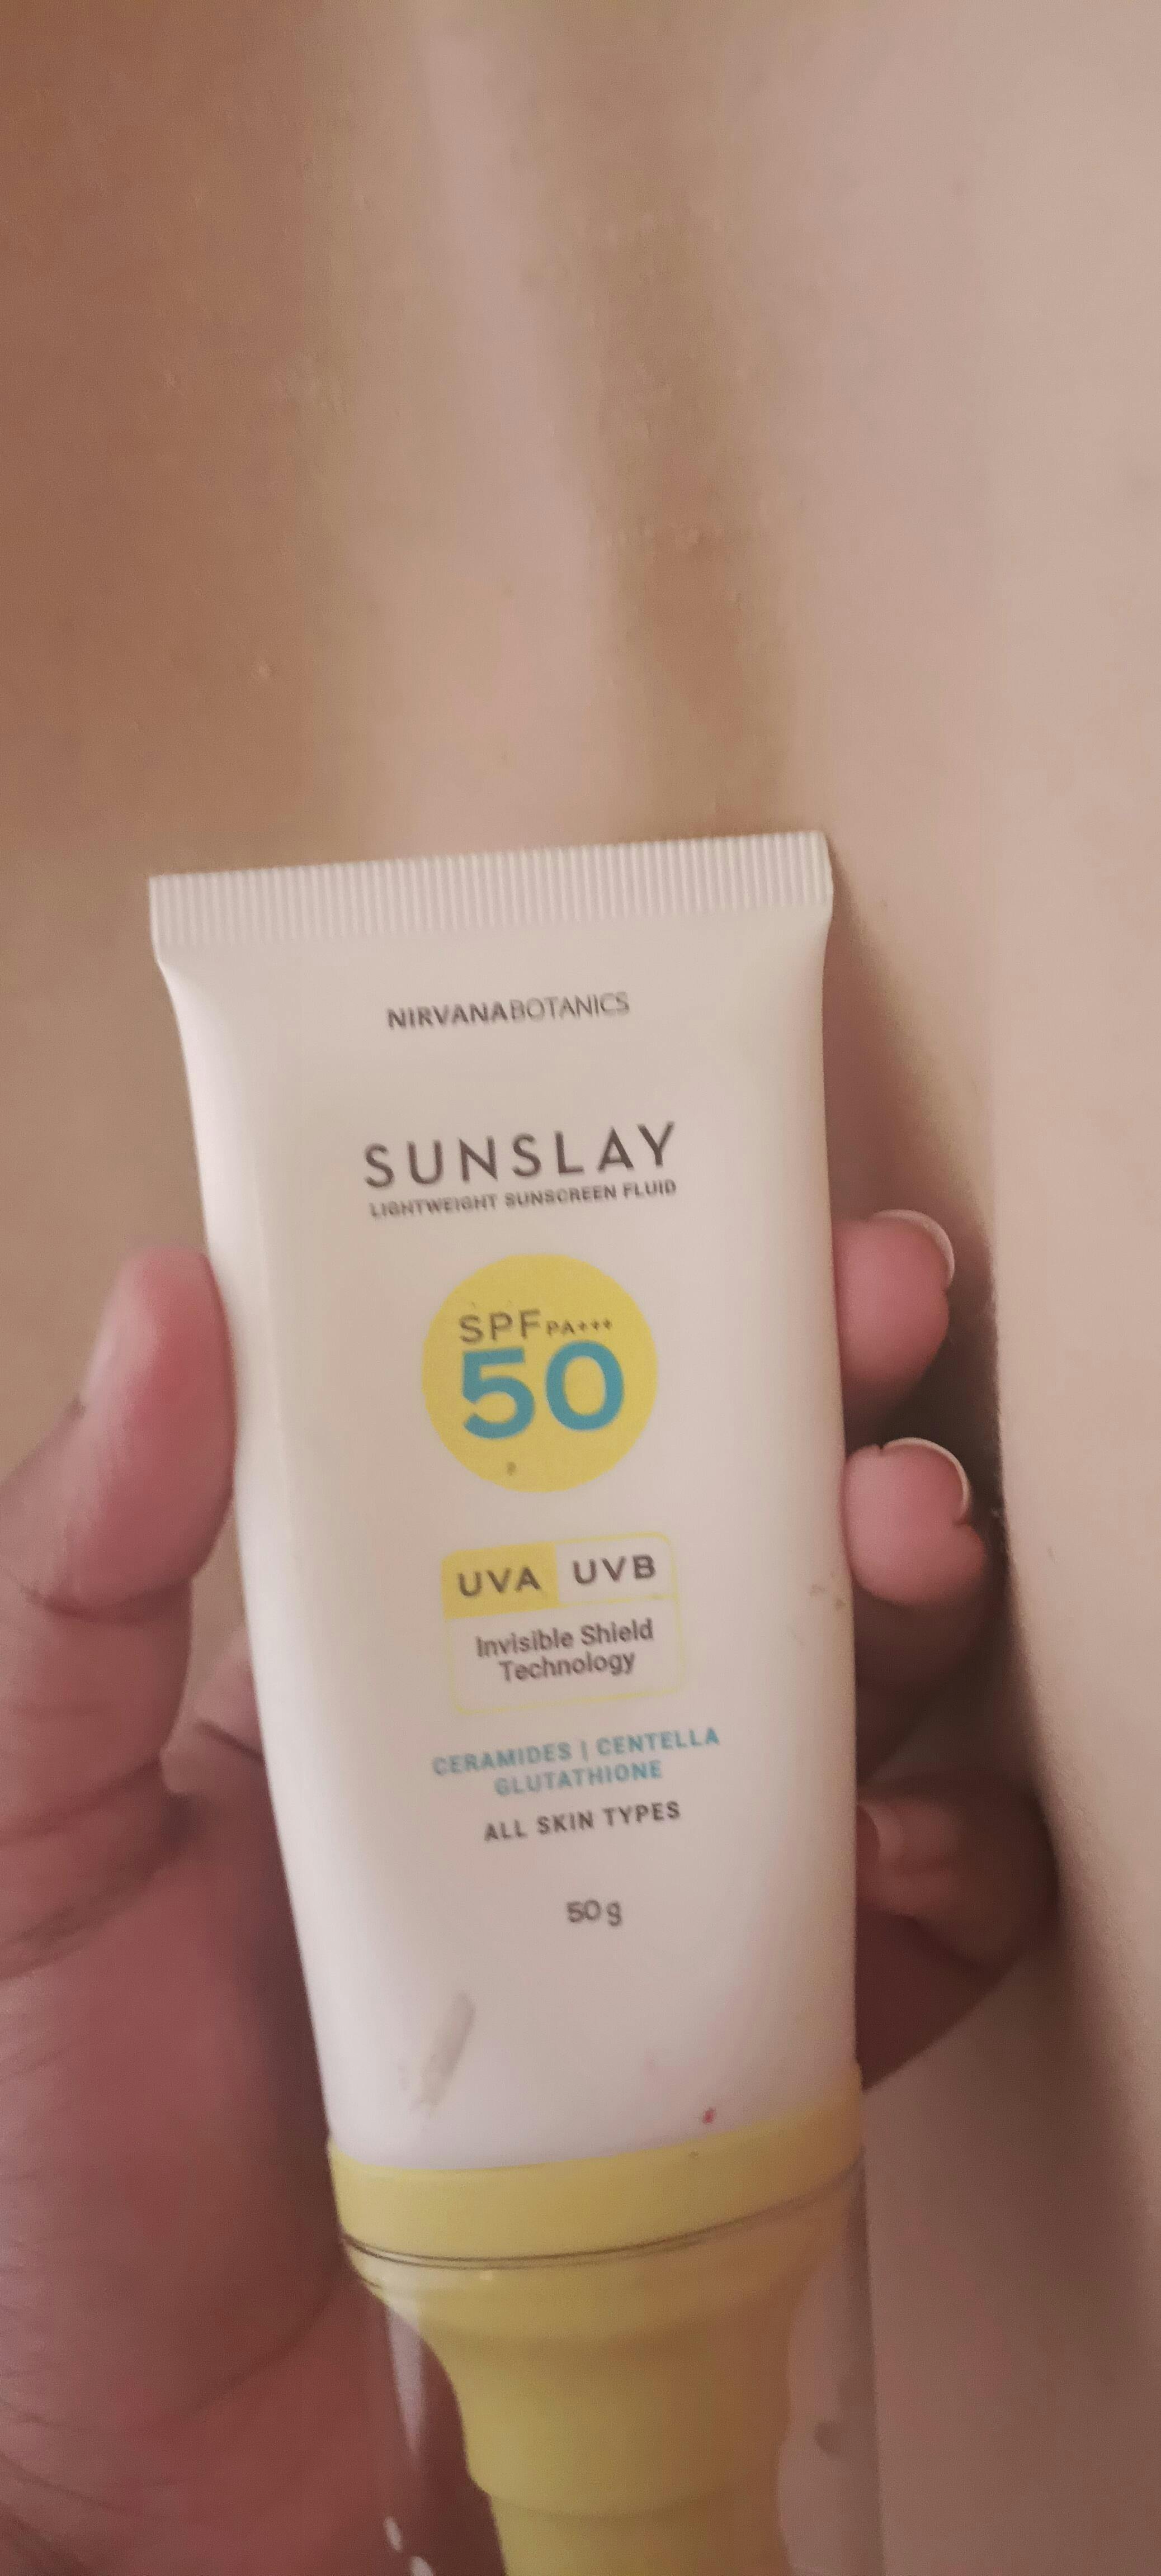 NIRVANABOTANICS
SUNSLAY
LIGHTWEIGHT SUNSCREEN FLUID
SPF PA+++
50
UVA UVB
Invisible Shield
Technology
CERAMIDES | CENTELLA
GLUTATHIONE
ALL SKIN TYPES
50g